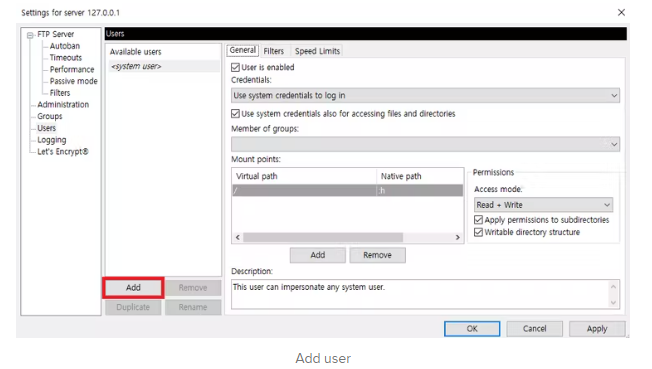 Settings for server 127.0.0.1
FTP Server
Autoban
Timeouts
Performance
Passive mode
Filters
Administration
Groups
Users
Logging
Let's Encrypt®
Users
Available users
<system user>
Add
Remove
Duplicate
Rename
General
Filters
Speed Limits
User is enabled
Credentials:
Use system credentials to log in
Use system credentials also for accessing files and directories
Member of groups:
Mount points:
Virtual path
Native path
/
:h
Add
Remove
Permissions
Access mode:
Read + Write
Apply permissions to subdirectories
Writable directory structure
Description:
This user can impersonate any system user.
OK
Cancel
Apply
Add user